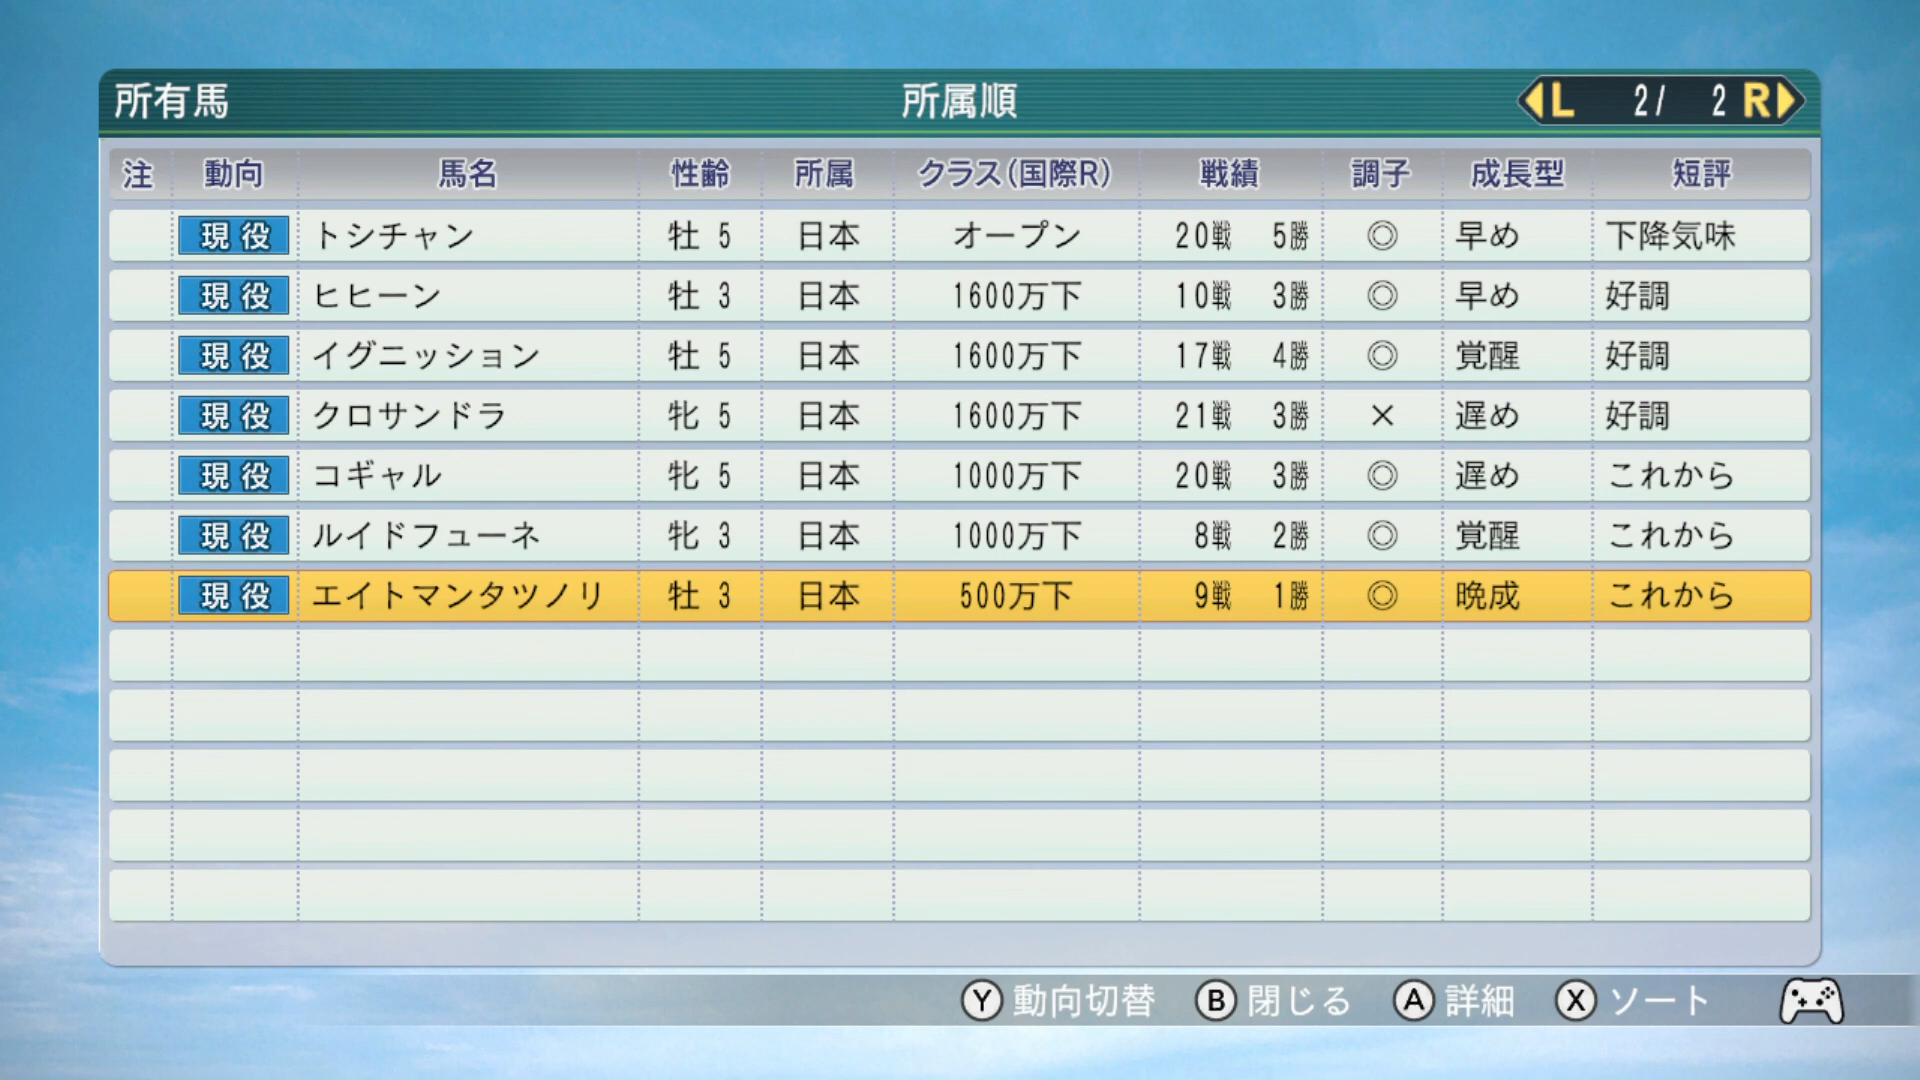 所有馬 所属順 L 2/ 2 R
注 動向 馬名 性齢 所属 クラス(国際R) 戦績 調子 成長型 短評
現役 トシチャン 牡 5 日本 オープン 20戦 5勝 ◎ 早め 下降気味
現役 ヒヒーン 牡 3 日本 1600万下 10戦 3勝 ◎ 早め 好調
現役 イグニッション 牡 5 日本 1600万下 17戦 4勝 ◎ 覚醒 好調
現役 クロサンドラ 牝 5 日本 1600万下 21戦 3勝 × 遅め 好調
現役 コギャル 牝 5 日本 1000万下 20戦 3勝 ◎ 遅め これから
現役 ルイドフューネ 牝 3 日本 1000万下 8戦 2勝 ◎ 覚醒 これから
現役 エイトマンタツノリ 牡 3 日本 500万下 9戦 1勝 ◎ 晩成 これから
Y 動向切替 B 閉じる A 詳細 X ソート